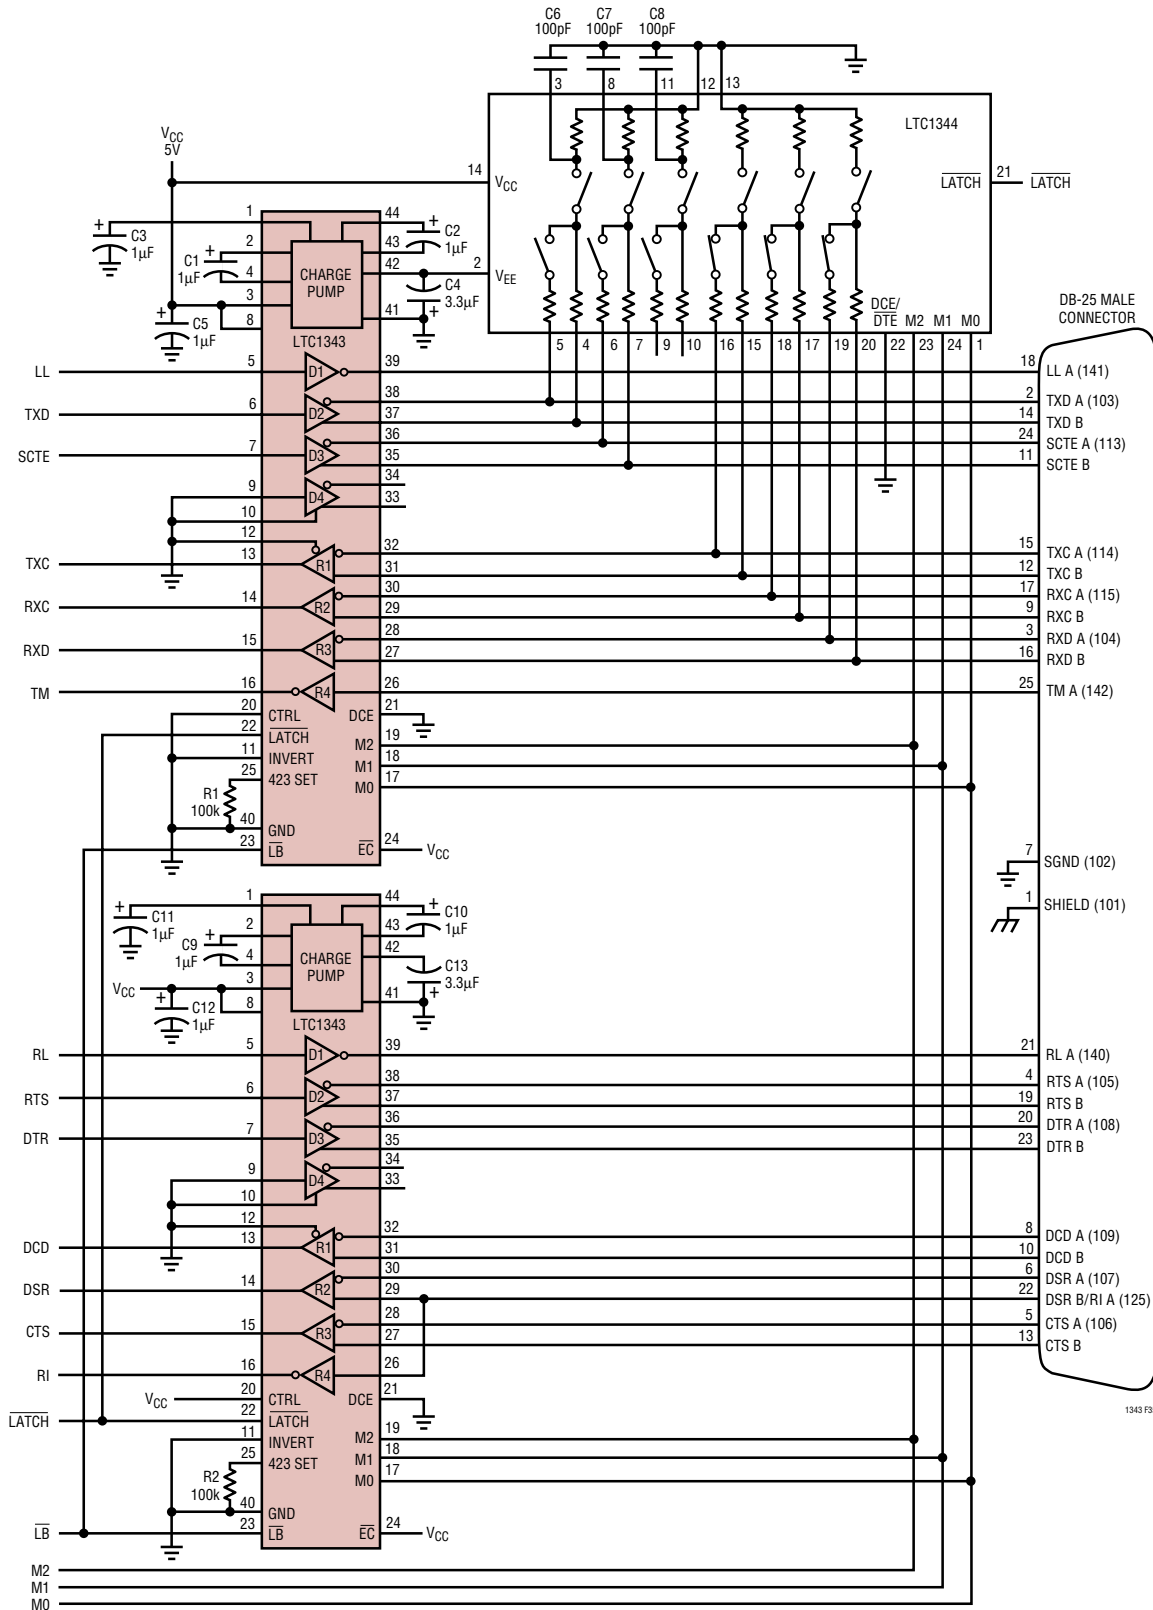 C6 C7 C8
100pF 100pF 100pF
3 8 11 12 13
LTC1344
VCC
5V
14 VCC LATCH 21 LATCH
1 44
+ C3 1µF
+ C2 1µF
2 43
+ C1 1µF
4 42 2 VEE
CHARGE PUMP
+ C4 3.3µF
3
8 41
+ C5 1µF
LTC1343
DCE/DTE M2 M1 M0
5 4 6 7 9 10 16 15 18 17 19 20 22 23 24 1
DB-25 MALE CONNECTOR
LL 5 D1 39 18 LL A (141)
38 2 TXD A (103)
TXD 6 D2 37 14 TXD B
36 24 SCTE A (113)
SCTE 7 D3 35 11 SCTE B
9 D4 34
33
10
12 32 15 TXC A (114)
TXC 13 R1 31 12 TXC B
30 17 RXC A (115)
RXC 14 R2 29 9 RXC B
28 3 RXD A (104)
RXD 15 R3 27 16 RXD B
TM 16 R4 26 25 TM A (142)
20 CTRL DCE 21
22 LATCH
M2 19
11 INVERT M1 18
25 423 SET M0 17
R1 100k
40 GND
23 LB EC 24 VCC
7 SGND (102)
1 SHIELD (101)
1 44
+ C11 1µF
+ C10 1µF
2 43
+ C9 1µF
4 42
CHARGE PUMP
C13 3.3µF +
VCC 3
8 41
+ C12 1µF
LTC1343
RL 5 D1 39 21 RL A (140)
38 4 RTS A (105)
RTS 6 D2 37 19 RTS B
36 20 DTR A (108)
DTR 7 D3 35 23 DTR B
9 D4 34
33
10
12 32 8 DCD A (109)
DCD 13 R1 31 10 DCD B
30 6 DSR A (107)
DSR 14 R2 29 22 DSR B/RI A (125)
28 5 CTS A (106)
CTS 15 R3 27 13 CTS B
RI 16 R4 26
VCC 20 CTRL DCE 21
1343 F3
LATCH 22 LATCH
11 INVERT M2 19
25 423 SET M1 18
M0 17
R2 100k
40 GND
LB 23 LB EC 24 VCC
M2
M1
M0